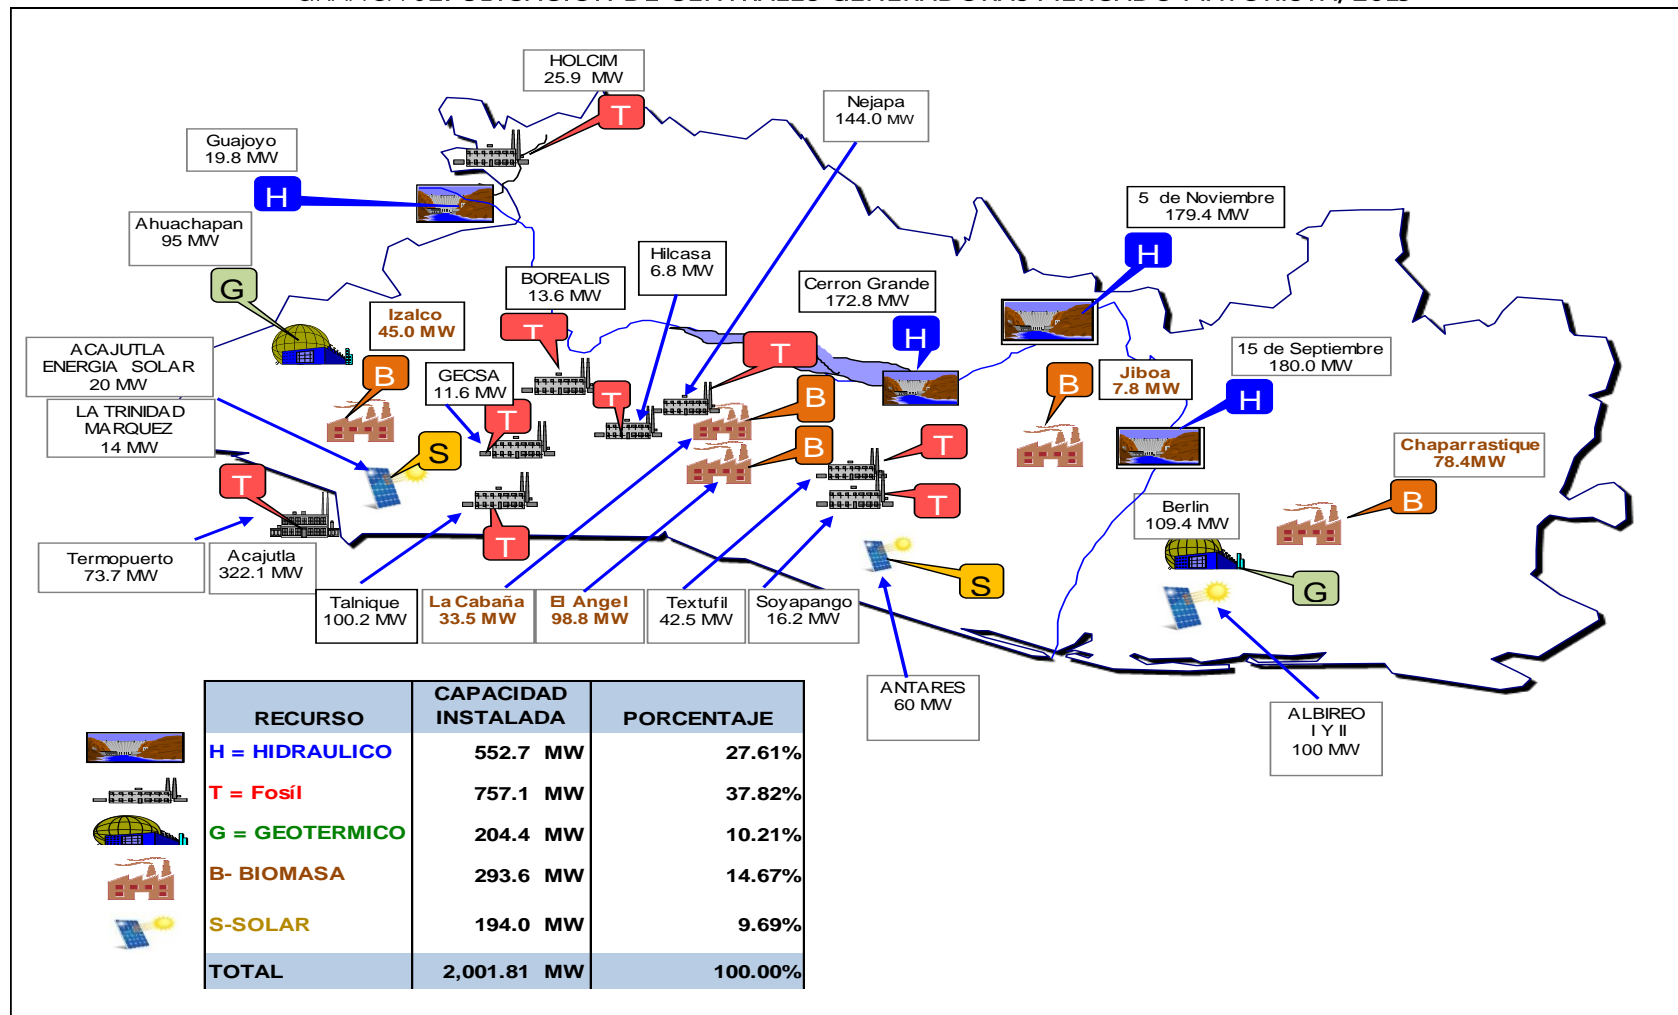 HOLCIM
25.9 MW
T
Nejapa
144.0 MW
Guajoyo
19.8 MW
H
5 de Noviembre
179.4 MW
H
Ahuachapan
95 MW
G
BOREALIS
13.6 MW
T
Hilcasa
6.8 MW
Cerron Grande
172.8 MW
H
Izalco
45.0 MW
B
ACAJUTLA
ENERGIA SOLAR
20 MW
LA TRINIDAD
MARQUEZ
14 MW
S
GECSA
11.6 MW
T
T
T
B
B
Jiboa
7.8 MW
B
15 de Septiembre
180.0 MW
H
Chaparrastique
78.4MW
B
T
T
T
T
Termopuerto
73.7 MW
Acajutla
322.1 MW
Talnique
100.2 MW
La Cabaña
33.5 MW
El Angel
98.8 MW
Textufil
42.5 MW
Soyapango
16.2 MW
S
Berlin
109.4 MW
G
ANTARES
60 MW
ALBIREO
I Y II
100 MW
RECURSO CAPACIDAD INSTALADA PORCENTAJE
H = HIDRAULICO 552.7 MW 27.61%
T = Fosíl 757.1 MW 37.82%
G = GEOTERMICO 204.4 MW 10.21%
B- BIOMASA 293.6 MW 14.67%
S-SOLAR 194.0 MW 9.69%
TOTAL 2,001.81 MW 100.00%